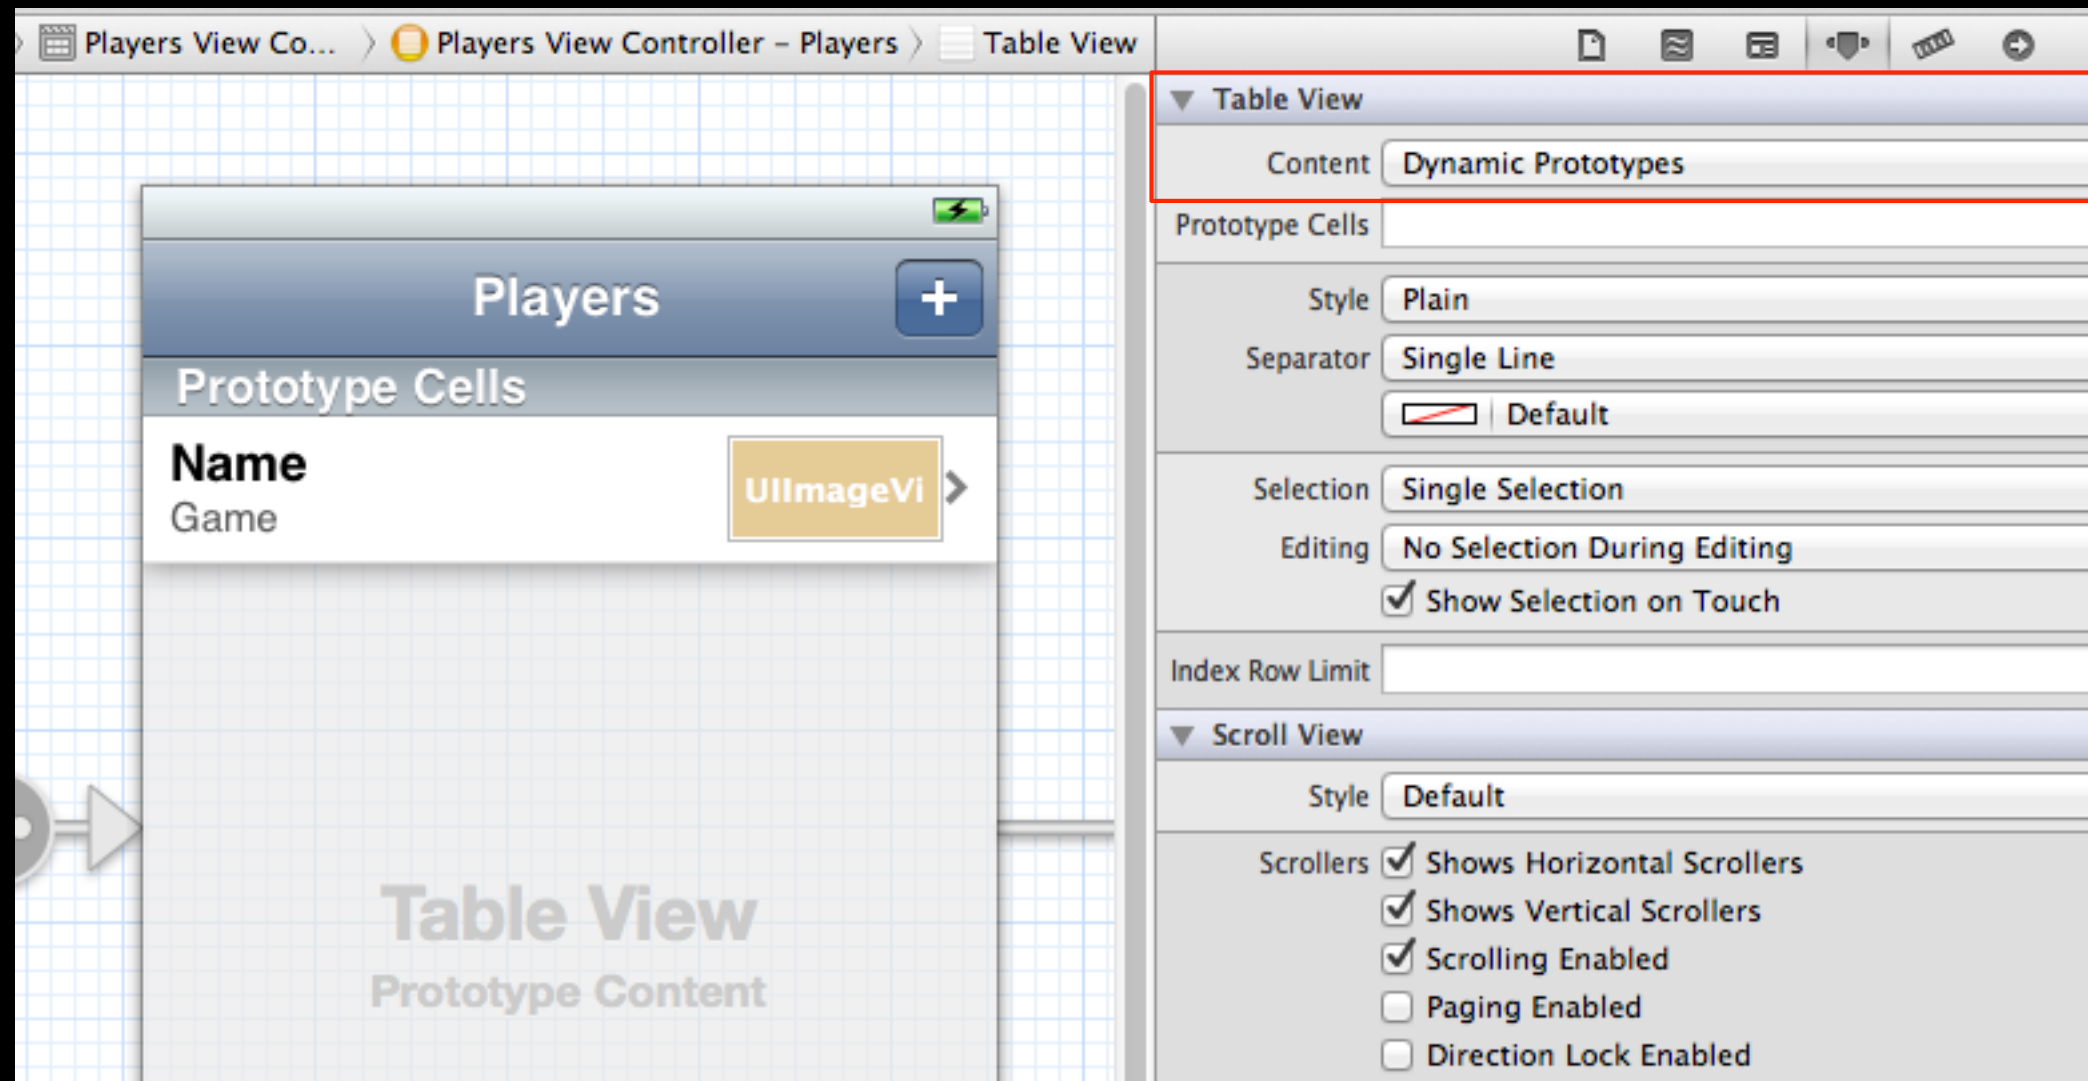 Players View Co... Players View Controller – Players Table View
Players
Prototype Cells
Name
Game
UIImageVi
Table View
Prototype Content
Table View
Content Dynamic Prototypes
Prototype Cells
Style Plain
Separator Single Line
Default
Selection Single Selection
Editing No Selection During Editing
Show Selection on Touch
Index Row Limit
Scroll View
Style Default
Scrollers Shows Horizontal Scrollers
Shows Vertical Scrollers
Scrolling Enabled
Paging Enabled
Direction Lock Enabled